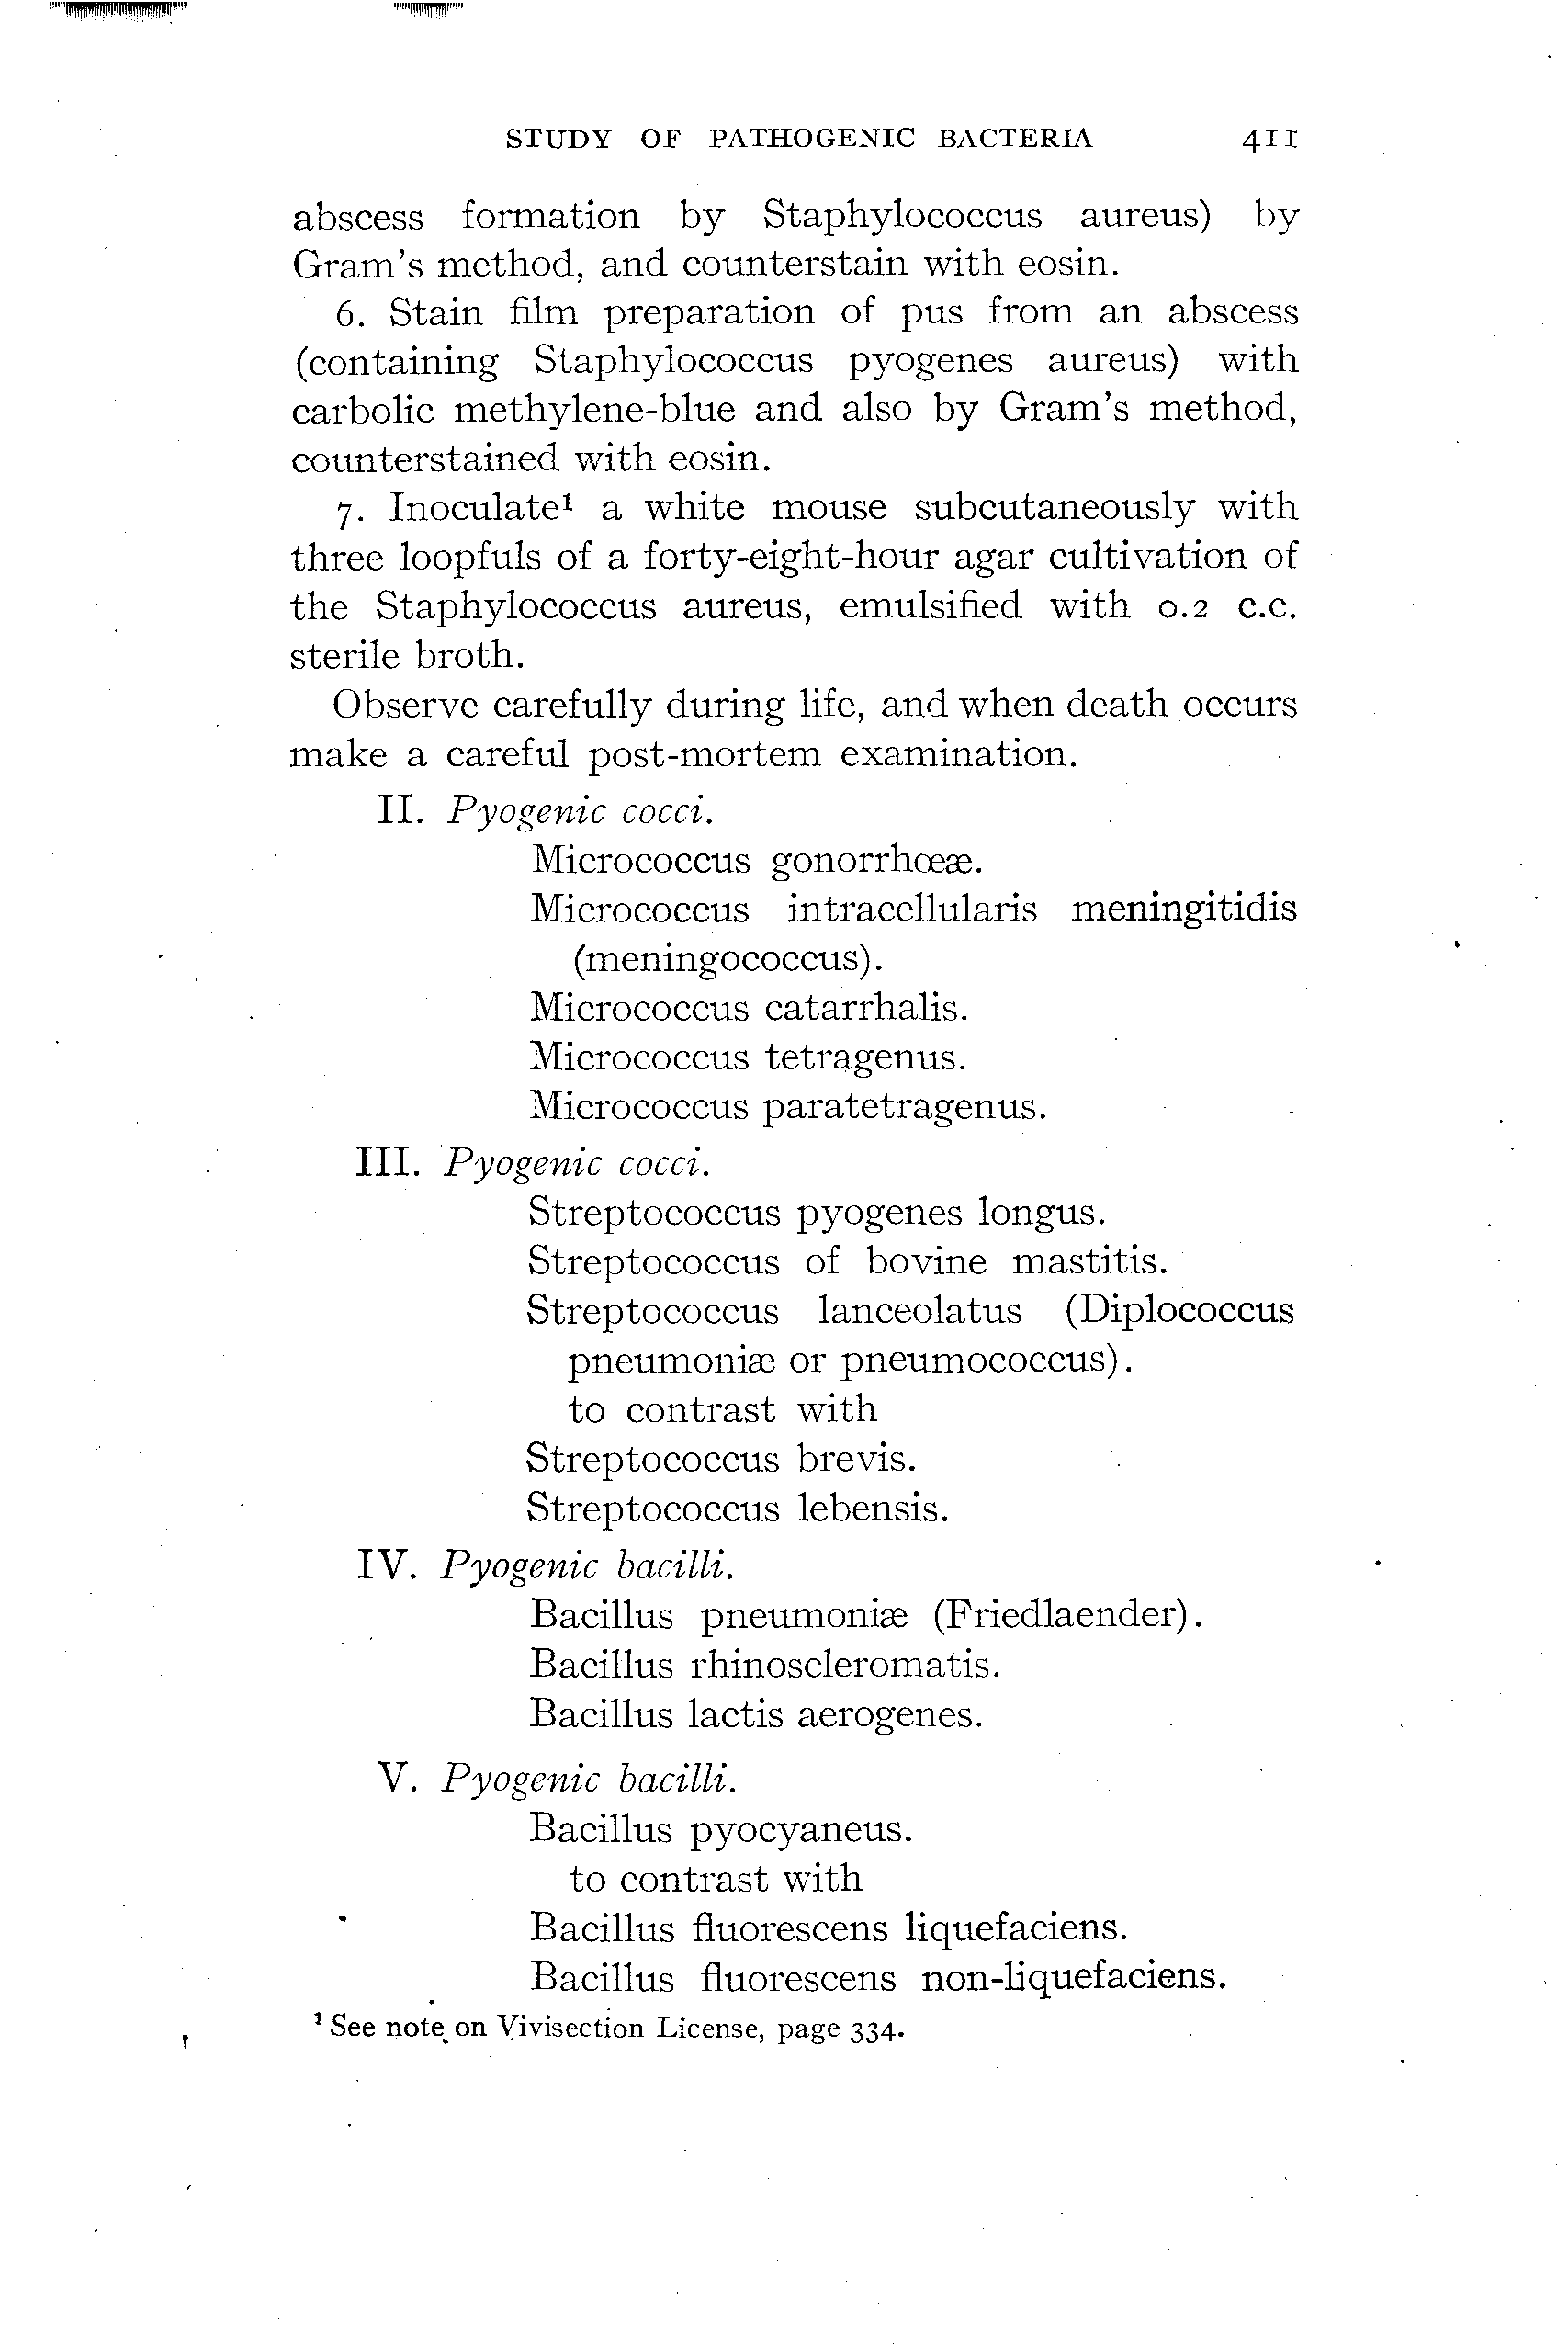 STUDY OF PATHOGENIC BACTERIA 411
abscess formation by Staphylococcus aureus) by
Gram's method, and counterstain with eosin.
6. Stain film preparation of pus from an abscess
(containing Staphylococcus pyogenes aureus) with
carbolic methylene-blue and also by Gram's method,
counterstained with eosin.
7. Inoculate¹ a white mouse subcutaneously with
three loopfuls of a forty-eight-hour agar cultivation of
the Staphylococcus aureus, emulsified with 0.2 c.c.
sterile broth.
Observe carefully during life, and when death occurs
make a careful post-mortem examination.
II. Pyogenic cocci.
Micrococcus gonorrhœæ.
Micrococcus intracellularis meningitidis
(meningococcus).
Micrococcus catarrhalis.
Micrococcus tetragenus.
Micrococcus paratetragenus.
III. Pyogenic cocci.
Streptococcus pyogenes longus.
Streptococcus of bovine mastitis.
Streptococcus lanceolatus (Diplococcus
pneumoniæ or pneumococcus).
to contrast with
Streptococcus brevis.
Streptococcus lebensis.
IV. Pyogenic bacilli.
Bacillus pneumoniæ (Friedlaender).
Bacillus rhinoscleromatis.
Bacillus lactis aerogenes.
V. Pyogenic bacilli.
Bacillus pyocyaneus.
to contrast with
Bacillus fluorescens liquefaciens.
Bacillus fluorescens non-liquefaciens.
¹ See note on Vivisection License, page 334.